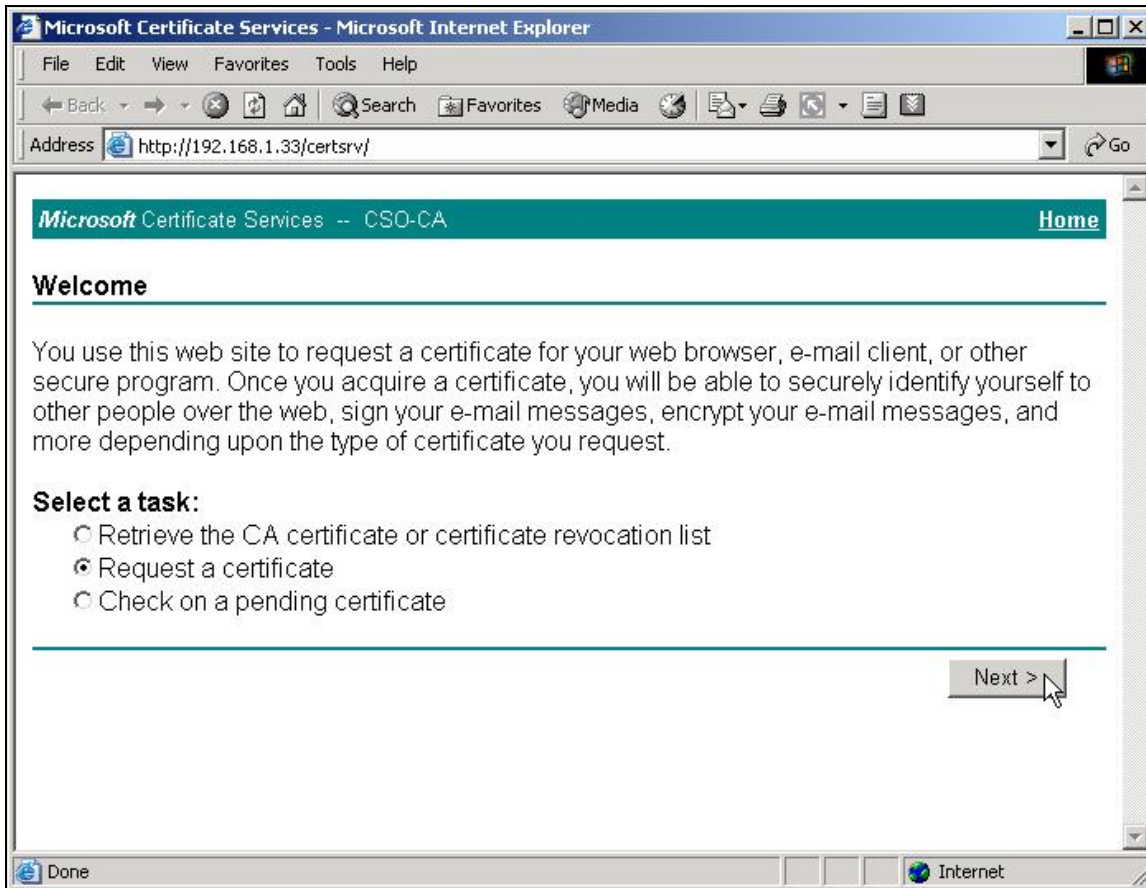 Microsoft Certificate Services - Microsoft Internet Explorer
File Edit View Favorites Tools Help
Back Search Favorites Media
Address http://192.168.1.33/certsrv/ Go
Microsoft Certificate Services -- CSO-CA Home
Welcome
You use this web site to request a certificate for your web browser, e-mail client, or other
secure program. Once you acquire a certificate, you will be able to securely identify yourself to
other people over the web, sign your e-mail messages, encrypt your e-mail messages, and
more depending upon the type of certificate you request.
Select a task:
Retrieve the CA certificate or certificate revocation list
Request a certificate
Check on a pending certificate
Next >
Done Internet